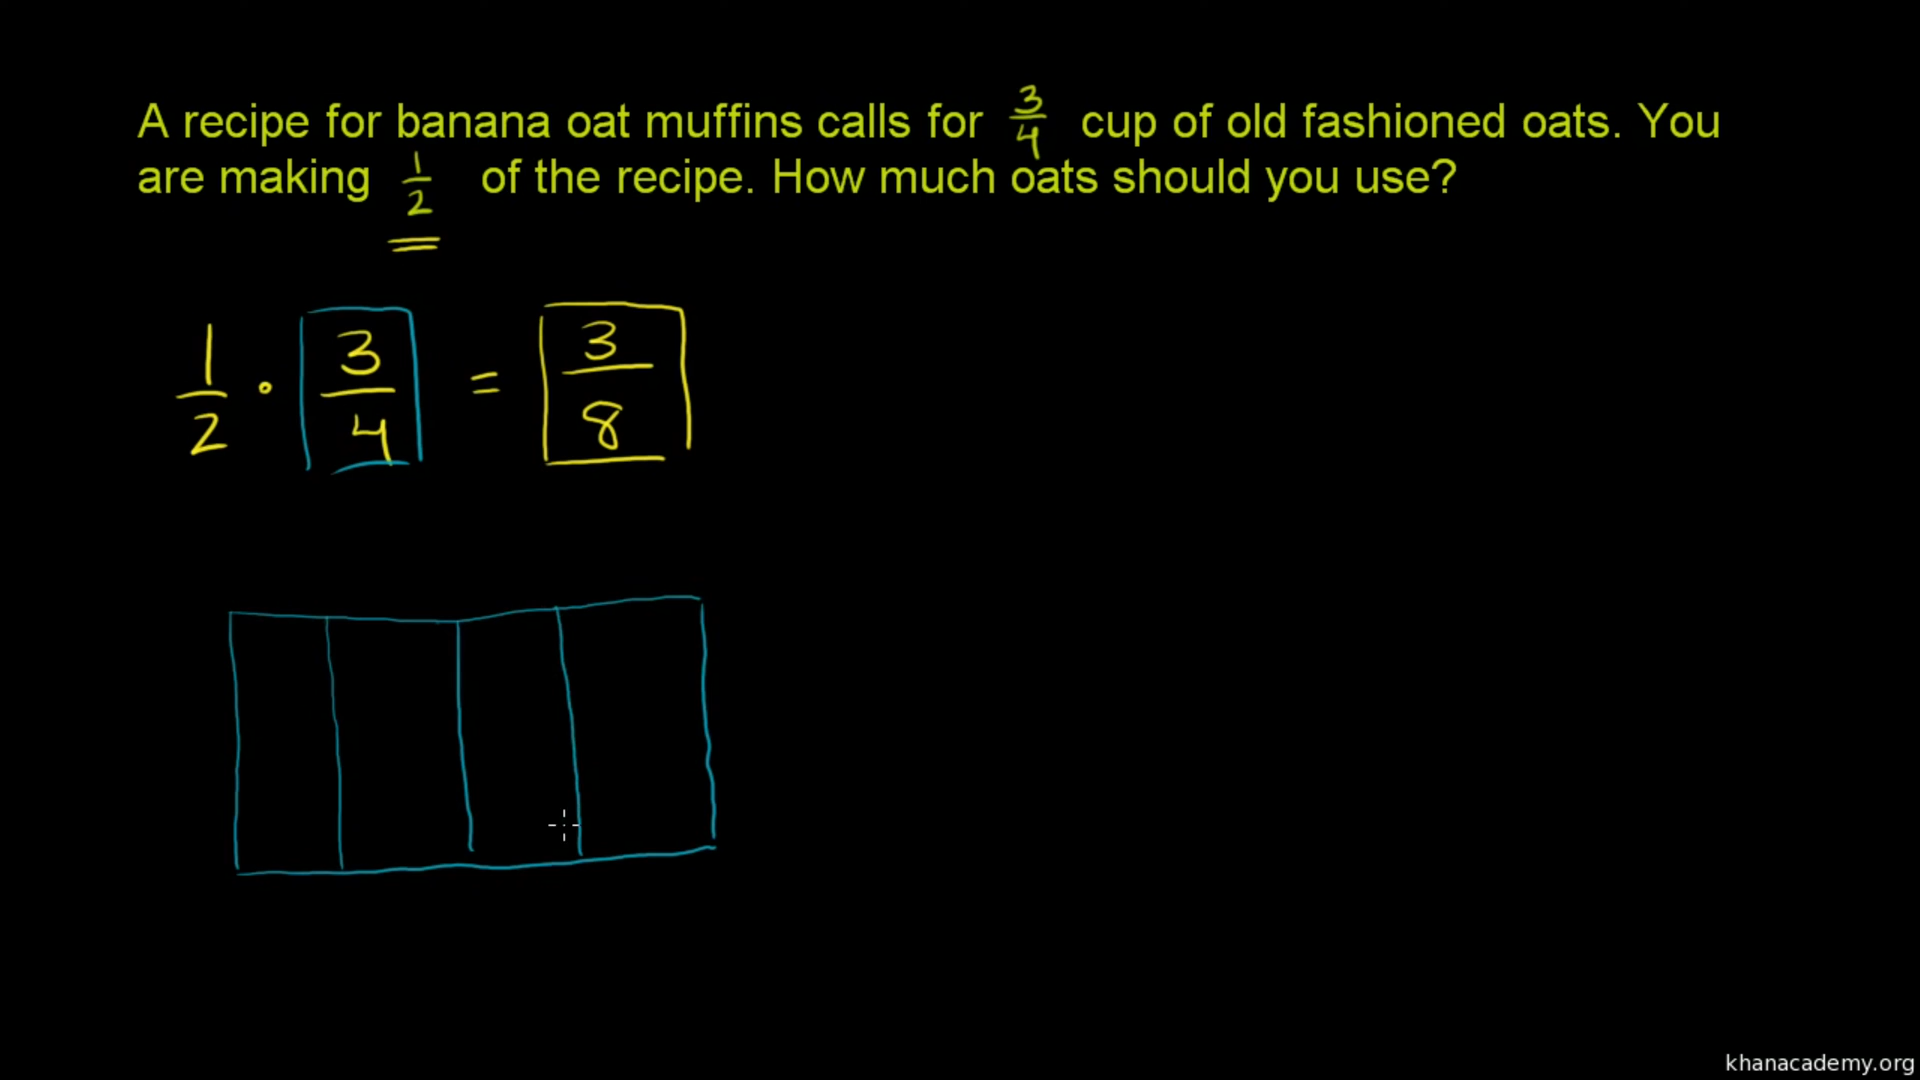 A recipe for banana oat muffins calls for 3/4 cup of old fashioned oats. You
are making 1/2 of the recipe. How much oats should you use?
1/2 · 3/4 = 3/8
khanacademy.org